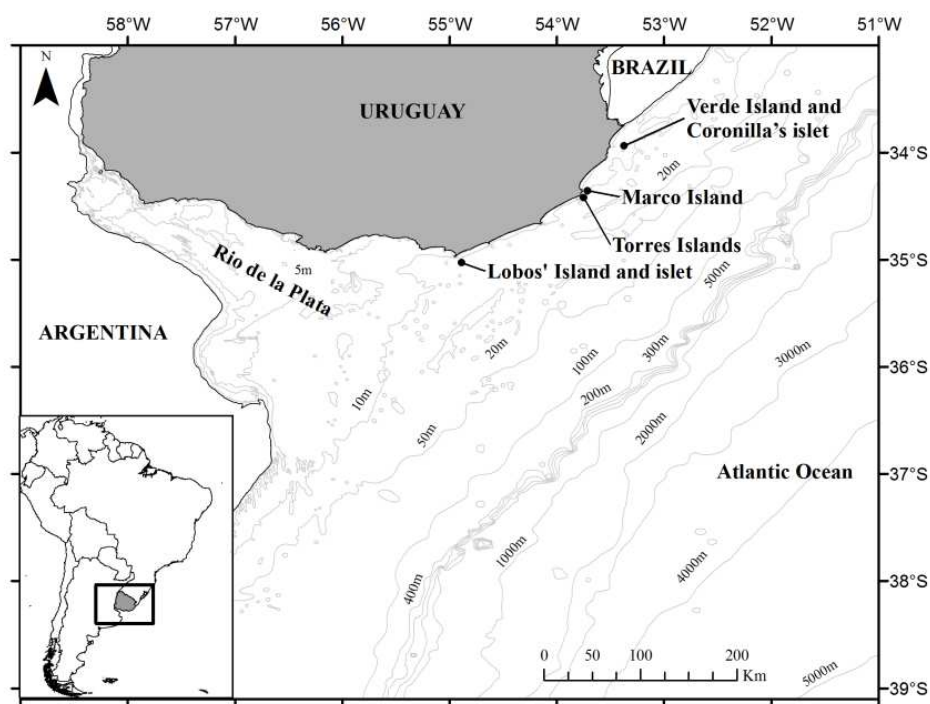 58°W 57°W 56°W 55°W 54°W 53°W 52°W 51°W
N
BRAZIL
URUGUAY
Verde Island and
Coronilla’s islet
34°S
20m
Marco Island
Torres Islands
Rio de la Plata
5m
Lobos' Island and islet
35°S
500m
ARGENTINA
20m
100m
300m
3000m
36°S
10m
200m
50m
2000m
Atlantic Ocean
37°S
1000m
4000m
400m
38°S
0 50 100 200
Km
5000m
39°S